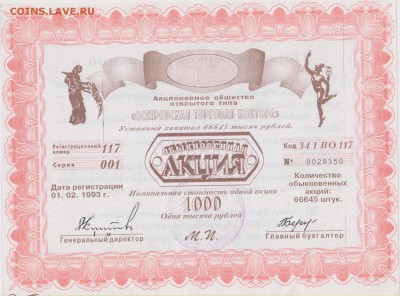 COINS.LAVE.RU
Акционерное общество
открытого типа
«ОСЕТРОВСКАЯ ТОРГОВАЯ КОНТОРА»
Уставный капитал 66645 тысяч рублей.
Регистрационный номер 117
Код 34 1 ПО 117
Серия 001
№ 0028350
ОБЫКНОВЕННАЯ
АКЦИЯ
Дата регистрации
01. 02. 1993 г.
Количество
обыкновенных
акций:
66645 штук.
Номинальная стоимость одной акции
1000
Одна тысяча рублей
Генеральный директор
М.П.
Главный бухгалтер